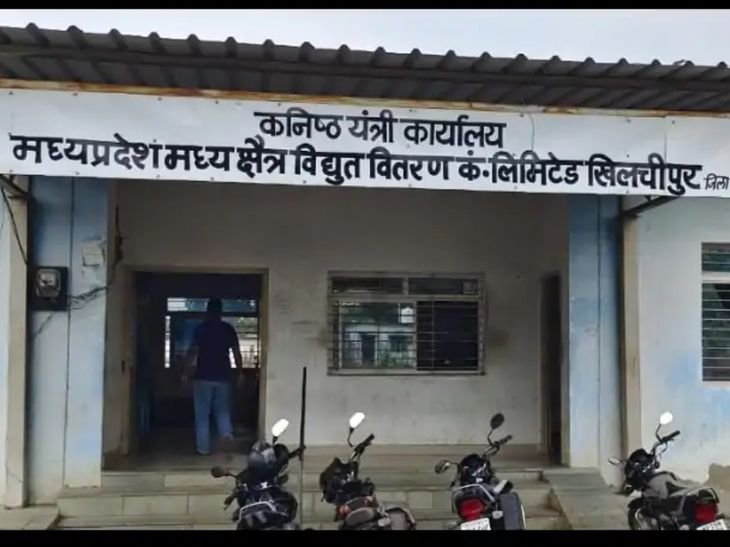 कनिष्ठ यंत्री कार्यालय
मध्यप्रदेश मध्य क्षैत्र विद्युत वितरण कं.लिमिटेड खिलचीपुर जिला